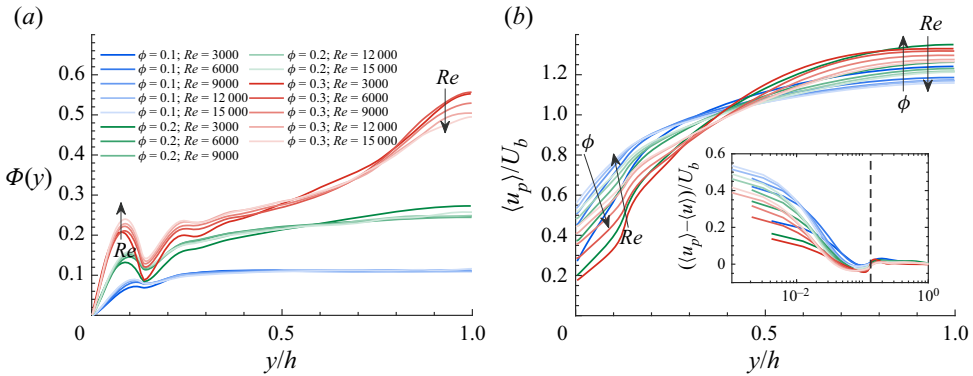 (a)
Φ(y)
0.6
0.5
0.4
0.3
0.2
0.1
ϕ = 0.1; Re = 3000
ϕ = 0.1; Re = 6000
ϕ = 0.1; Re = 9000
ϕ = 0.1; Re = 12 000
ϕ = 0.1; Re = 15 000
ϕ = 0.2; Re = 3000
ϕ = 0.2; Re = 6000
ϕ = 0.2; Re = 9000
ϕ = 0.2; Re = 12 000
ϕ = 0.2; Re = 15 000
ϕ = 0.3; Re = 3000
ϕ = 0.3; Re = 6000
ϕ = 0.3; Re = 9000
ϕ = 0.3; Re = 12 000
ϕ = 0.3; Re = 15 000
Re
Re
0 0.5 1.0
y/h
(b)
⟨u_p⟩/U_b
1.2
1.0
0.8
0.6
0.4
0.2
0
Re
ϕ
ϕ
Re
(⟨u_p⟩−⟨u⟩)/U_b
0.6
0.4
0.2
0
10^−2 10^0
0.5 1.0
y/h